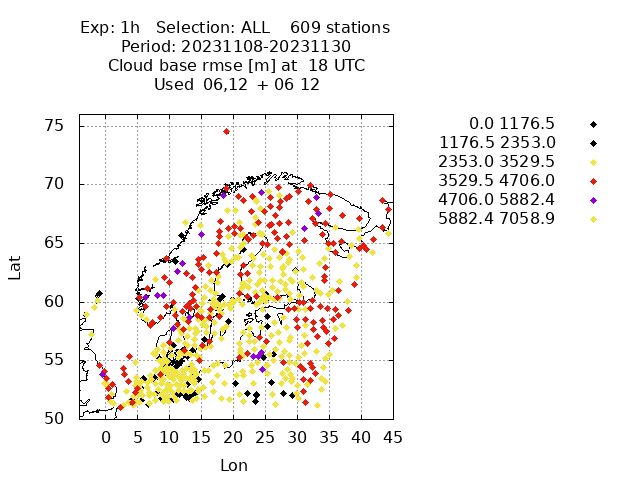 Exp: 1h   Selection: ALL    609 stations
Period: 20231108-20231130
Cloud base rmse [m] at  18 UTC
Used  06,12  + 06 12
0.0 1176.5
1176.5 2353.0
2353.0 3529.5
3529.5 4706.0
4706.0 5882.4
5882.4 7058.9
75
70
65
60
55
50
Lat
0 5 10 15 20 25 30 35 40 45
Lon